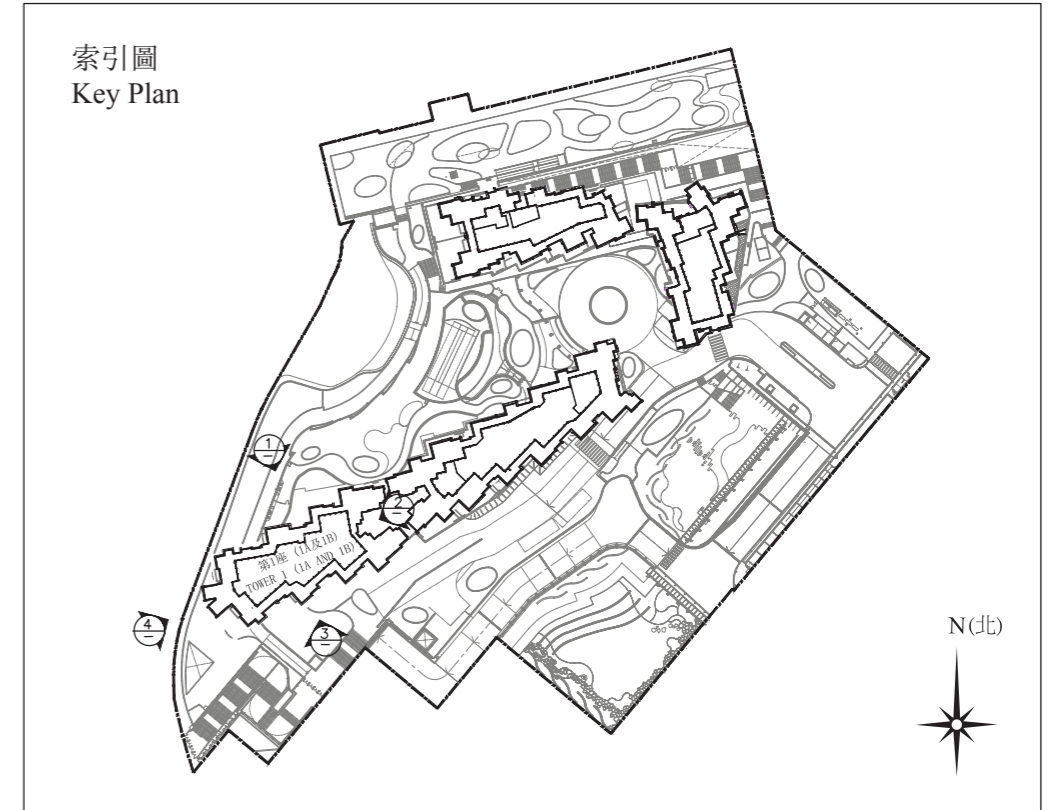 索引圖
Key Plan
1
–
2
–
第1座 (1A及1B)
TOWER 1 (1A AND 1B)
4
–
3
–
N(北)